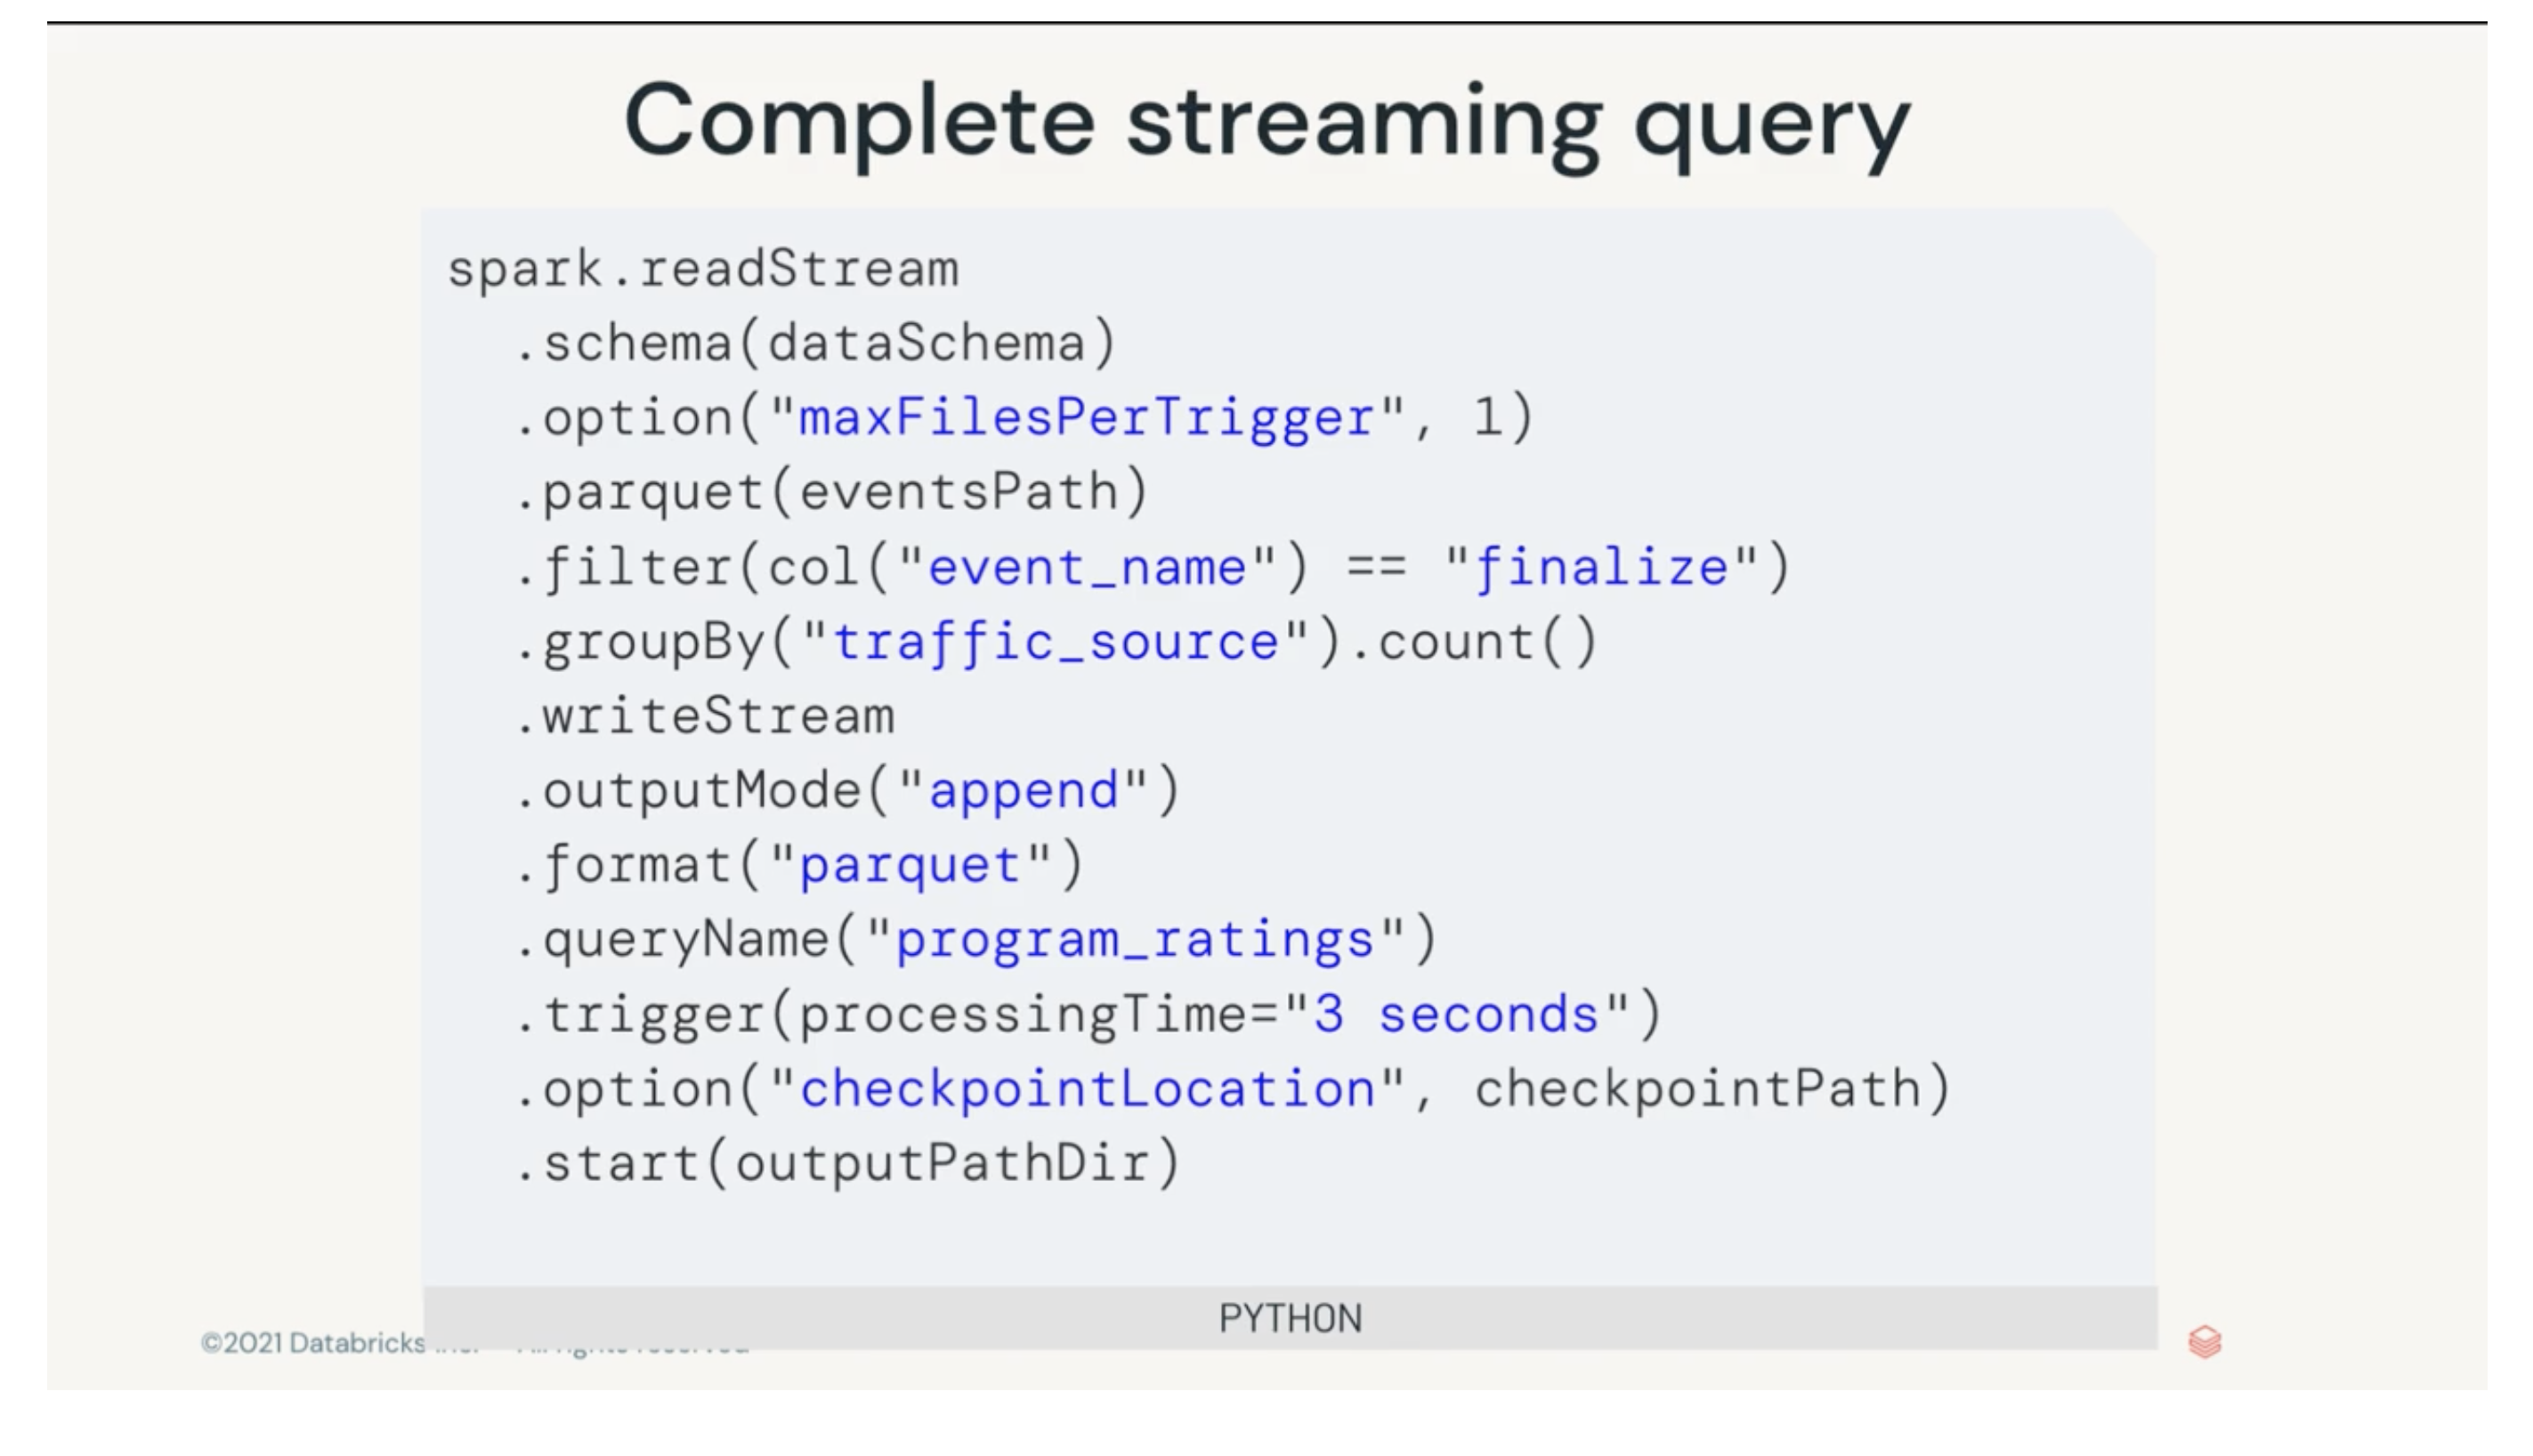 Complete streaming query
spark.readStream
.schema(dataSchema)
.option("maxFilesPerTrigger", 1)
.parquet(eventsPath)
.filter(col("event_name") == "finalize")
.groupBy("traffic_source").count()
.writeStream
.outputMode("append")
.format("parquet")
.queryName("program_ratings")
.trigger(processingTime="3 seconds")
.option("checkpointLocation", checkpointPath)
.start(outputPathDir)
PYTHON
©2021 Databricks